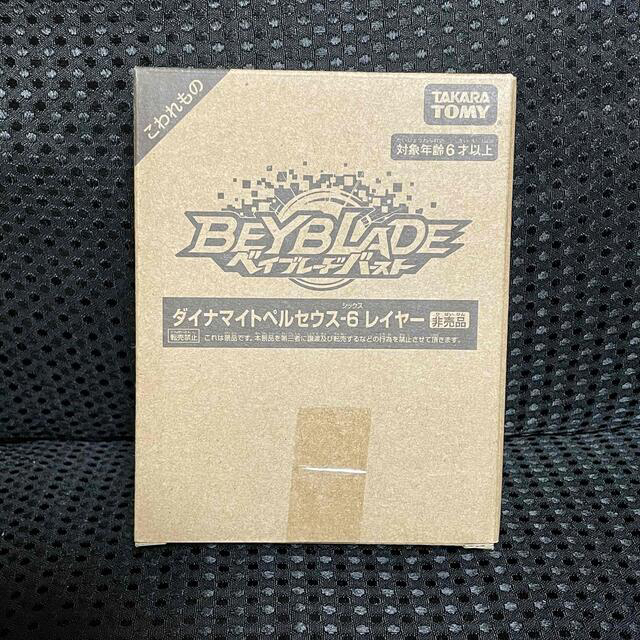 こわれもの
TAKARA
TOMY
対象年齢6才以上
BEYBLADE
ベイブレードバースト
シックス
ダイナマイトペルセウス-6 レイヤー 非売品
転売禁止 これは景品です。本景品を第三者に譲渡及び転売するなどの行為を禁止させて頂きます。